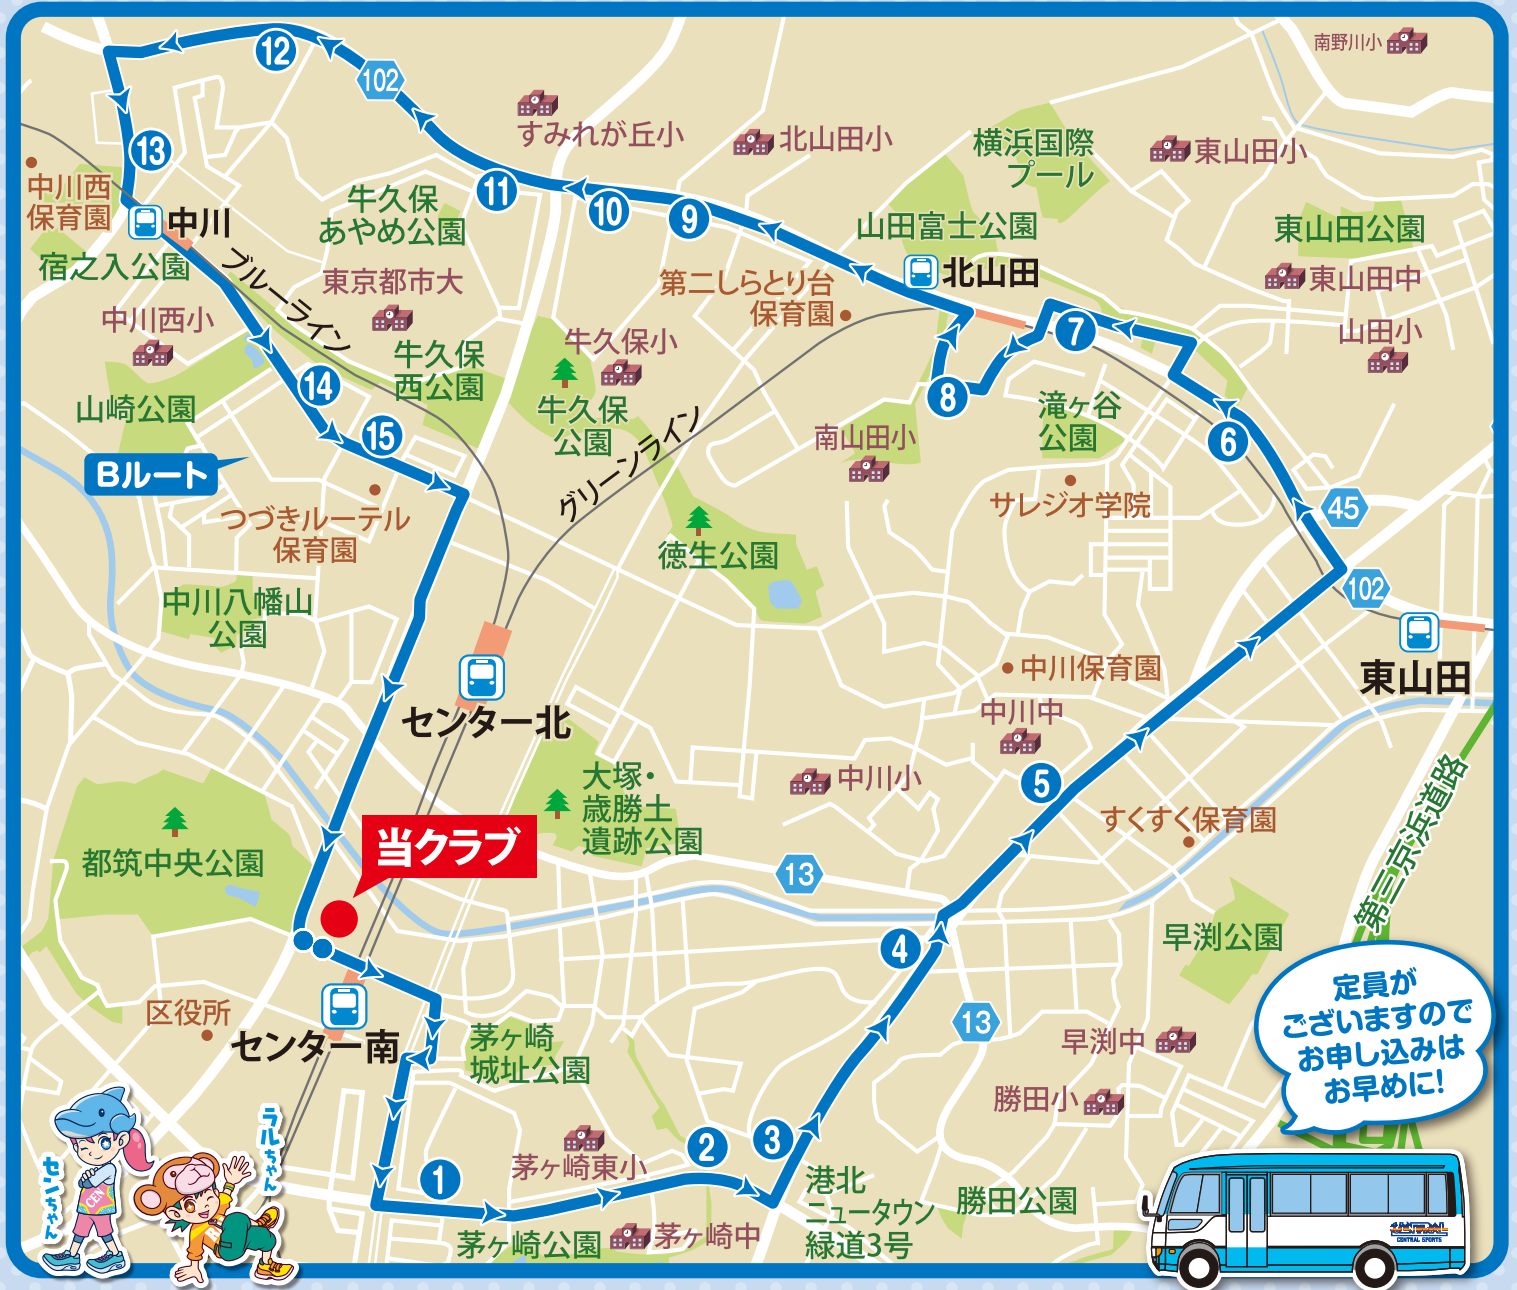 南野川小
12
102
すみれが丘小
北山田小
横浜国際
プール
東山田小
13
中川西
保育園
中川
牛久保
あやめ公園
11
10
9
山田富士公園
東山田公園
宿之入公園
ブルーライン
東京都市大
第二しらとり台
保育園
北山田
東山田中
中川西小
牛久保
西公園
牛久保小
7
山田小
14
山崎公園
牛久保
公園
8
滝ヶ谷
公園
15
グリーンライン
南山田小
6
Bルート
つづきルーテル
保育園
サレジオ学院
45
徳生公園
中川八幡山
公園
102
東山田
センター北
中川保育園
中川中
大塚・
歳勝土
遺跡公園
中川小
5
すくすく保育園
第三京浜道路
当クラブ
都筑中央公園
13
4
早渕公園
区役所
センター南
茅ヶ崎
城址公園
13
早渕中
定員が
ございますので
お申し込みは
お早めに!
勝田小
センちゃん
ラルちゃん
CEN
1
茅ヶ崎東小
2
3
港北
ニュータウン
緑道3号
勝田公園
茅ヶ崎公園
茅ヶ崎中
CENTRAL
CENTRAL SPORTS